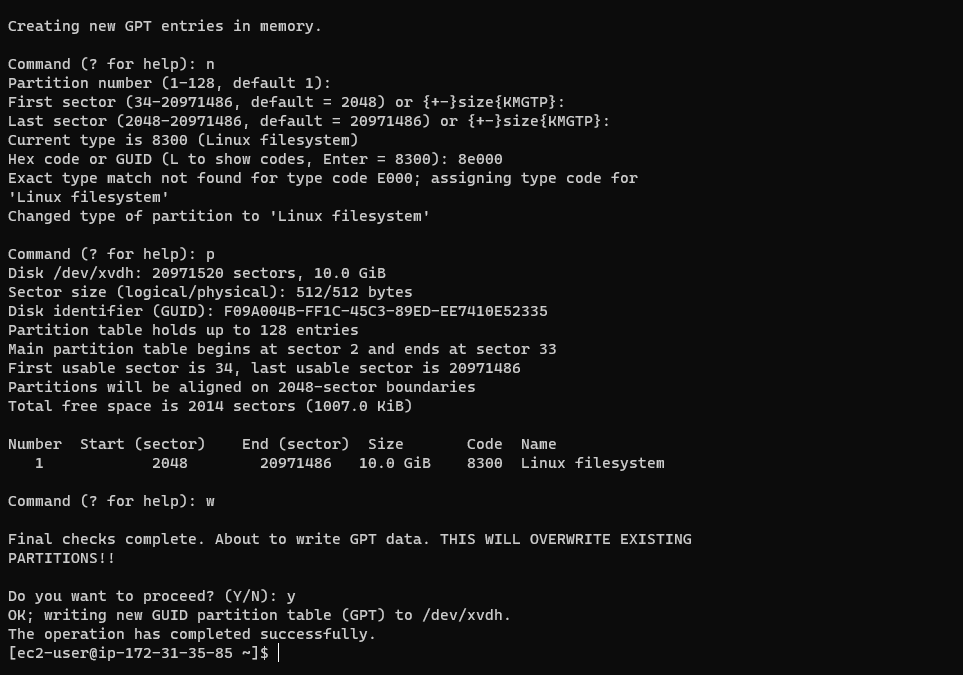 Creating new GPT entries in memory.
Command (? for help): n
Partition number (1-128, default 1):
First sector (34-20971486, default = 2048) or {+-}size{KMGTP}:
Last sector (2048-20971486, default = 20971486) or {+-}size{KMGTP}:
Current type is 8300 (Linux filesystem)
Hex code or GUID (L to show codes, Enter = 8300): 8e000
Exact type match not found for type code E000; assigning type code for
'Linux filesystem'
Changed type of partition to 'Linux filesystem'
Command (? for help): p
Disk /dev/xvdh: 20971520 sectors, 10.0 GiB
Sector size (logical/physical): 512/512 bytes
Disk identifier (GUID): F09A004B-FF1C-45C3-89ED-EE7410E52335
Partition table holds up to 128 entries
Main partition table begins at sector 2 and ends at sector 33
First usable sector is 34, last usable sector is 20971486
Partitions will be aligned on 2048-sector boundaries
Total free space is 2014 sectors (1007.0 KiB)
Number  Start (sector)    End (sector)  Size       Code  Name
   1            2048        20971486   10.0 GiB    8300  Linux filesystem
Command (? for help): w
Final checks complete. About to write GPT data. THIS WILL OVERWRITE EXISTING
PARTITIONS!!
Do you want to proceed? (Y/N): y
OK; writing new GUID partition table (GPT) to /dev/xvdh.
The operation has completed successfully.
[ec2-user@ip-172-31-35-85 ~]$